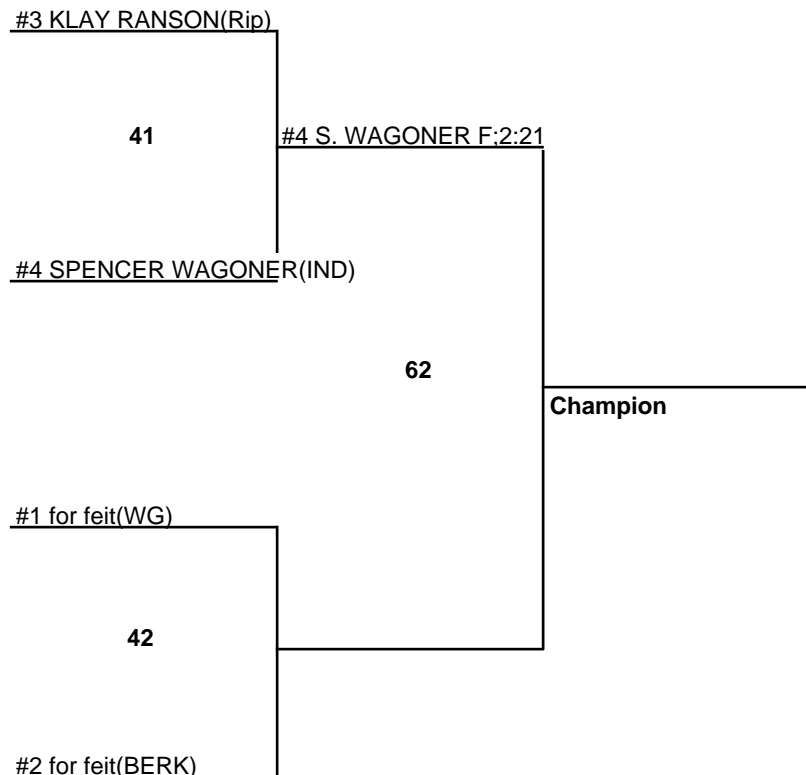 #3 KLAY RANSON(Rip)
41
#4 S. WAGONER F;2:21
#4 SPENCER WAGONER(IND)
62
Champion
#1 for feit(WG)
42
#2 for feit(BERK)